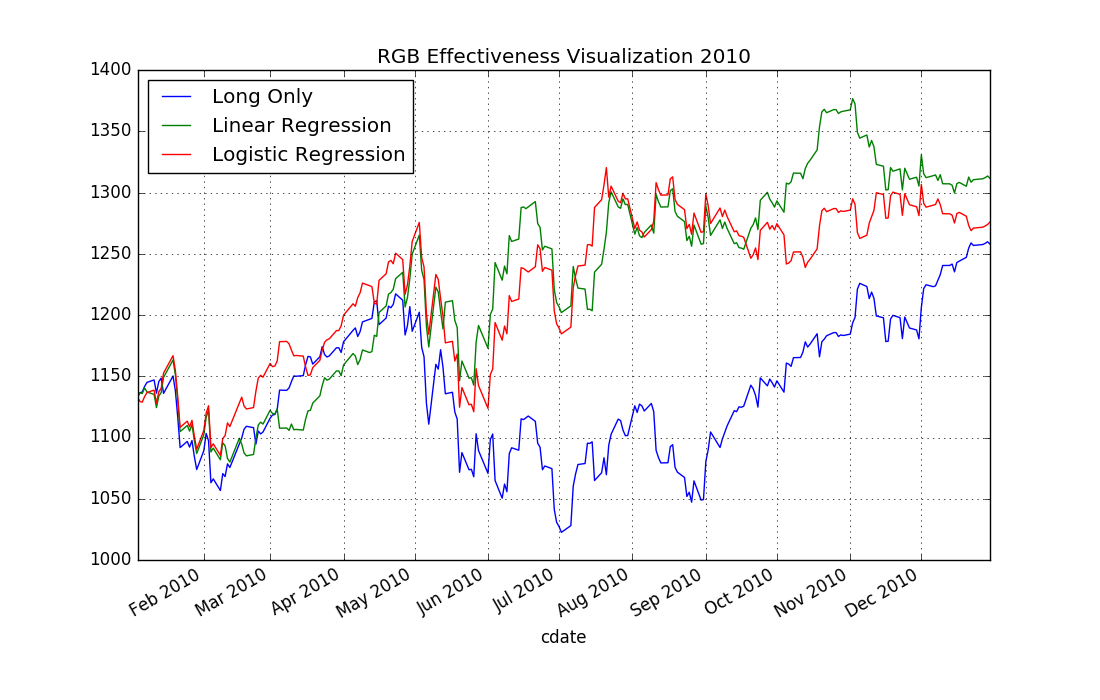 RGB Effectiveness Visualization 2010
1400
1350
1300
1250
1200
1150
1100
1050
1000
Long Only
Linear Regression
Logistic Regression
Feb 2010
Mar 2010
Apr 2010
May 2010
Jun 2010
Jul 2010
Aug 2010
Sep 2010
Oct 2010
Nov 2010
Dec 2010
cdate